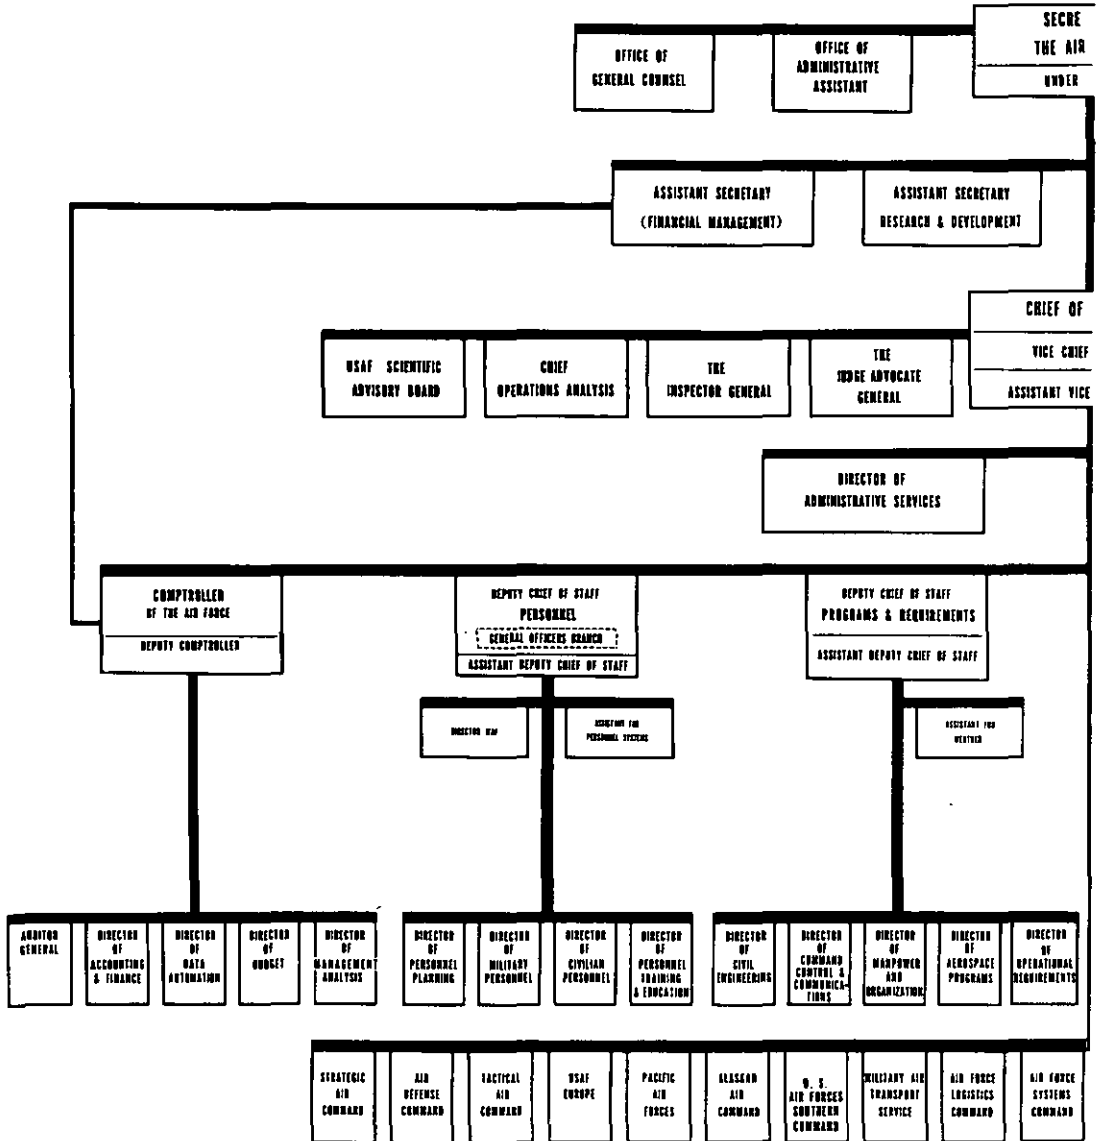 SECRE
THE AIR
UNDER
OFFICE OF
GENERAL COUNSEL
OFFICE OF
ADMINISTRATIVE
ASSISTANT
ASSISTANT SECRETARY
(FINANCIAL MANAGEMENT)
ASSISTANT SECRETARY
RESEARCH & DEVELOPMENT
CHIEF OF
VICE CHIEF
ASSISTANT VICE
USAF SCIENTIFIC
ADVISORY BOARD
CHIEF
OPERATIONS ANALYSIS
THE
INSPECTOR GENERAL
THE
JUDGE ADVOCATE
GENERAL
DIRECTOR OF
ADMINISTRATIVE SERVICES
COMPTROLLER
OF THE AIR FORCE
DEPUTY COMPTROLLER
DEPUTY CHIEF OF STAFF
PERSONNEL
GENERAL OFFICERS BRANCH
ASSISTANT DEPUTY CHIEF OF STAFF
DEPUTY CHIEF OF STAFF
PROGRAMS & REQUIREMENTS
ASSISTANT DEPUTY CHIEF OF STAFF
DIRECTOR WAF
ASSISTANT FOR
PERSONNEL SYSTEMS
ASSISTANT FOR
WEATHER
AUDITOR
GENERAL
DIRECTOR
OF
ACCOUNTING
& FINANCE
DIRECTOR
OF
DATA
AUTOMATION
DIRECTOR
OF
BUDGET
DIRECTOR
OF
MANAGEMENT
ANALYSIS
DIRECTOR
OF
PERSONNEL
PLANNING
DIRECTOR
OF
MILITARY
PERSONNEL
DIRECTOR
OF
CIVILIAN
PERSONNEL
DIRECTOR
OF
PERSONNEL
TRAINING
& EDUCATION
DIRECTOR
OF
CIVIL
ENGINEERING
DIRECTOR
OF
COMMAND
CONTROL &
COMMUNICA-
TIONS
DIRECTOR
OF
MANPOWER
AND
ORGANIZATION
DIRECTOR
OF
AEROSPACE
PROGRAMS
DIRECTOR
OF
OPERATIONAL
REQUIREMENTS
STRATEGIC
AIR
COMMAND
AIR
DEFENSE
COMMAND
TACTICAL
AIR
COMMAND
USAF
EUROPE
PACIFIC
AIR
FORCES
ALASKAN
AIR
COMMAND
U. S.
AIR FORCES
SOUTHERN
COMMAND
MILITARY AIR
TRANSPORT
SERVICE
AIR FORCE
LOGISTICS
COMMAND
AIR FORCE
SYSTEMS
COMMAND